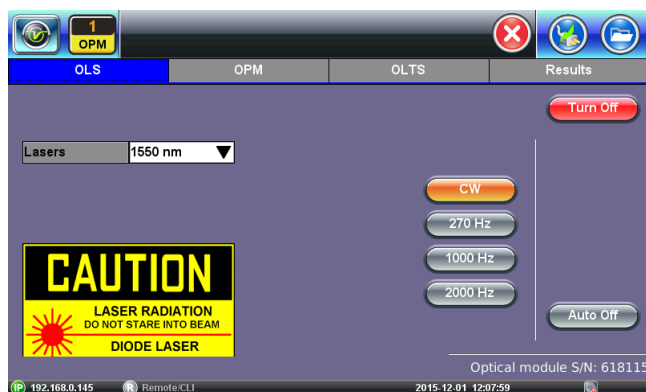 1
OPM
OLS OPM OLTS Results
Turn Off
Lasers 1550 nm
CW
270 Hz
1000 Hz
2000 Hz
CAUTION
LASER RADIATION
DO NOT STARE INTO BEAM
DIODE LASER
Auto Off
Optical module S/N: 618115
IP 192.168.0.145 R Remote/CLI 2015-12-01 12:07:59